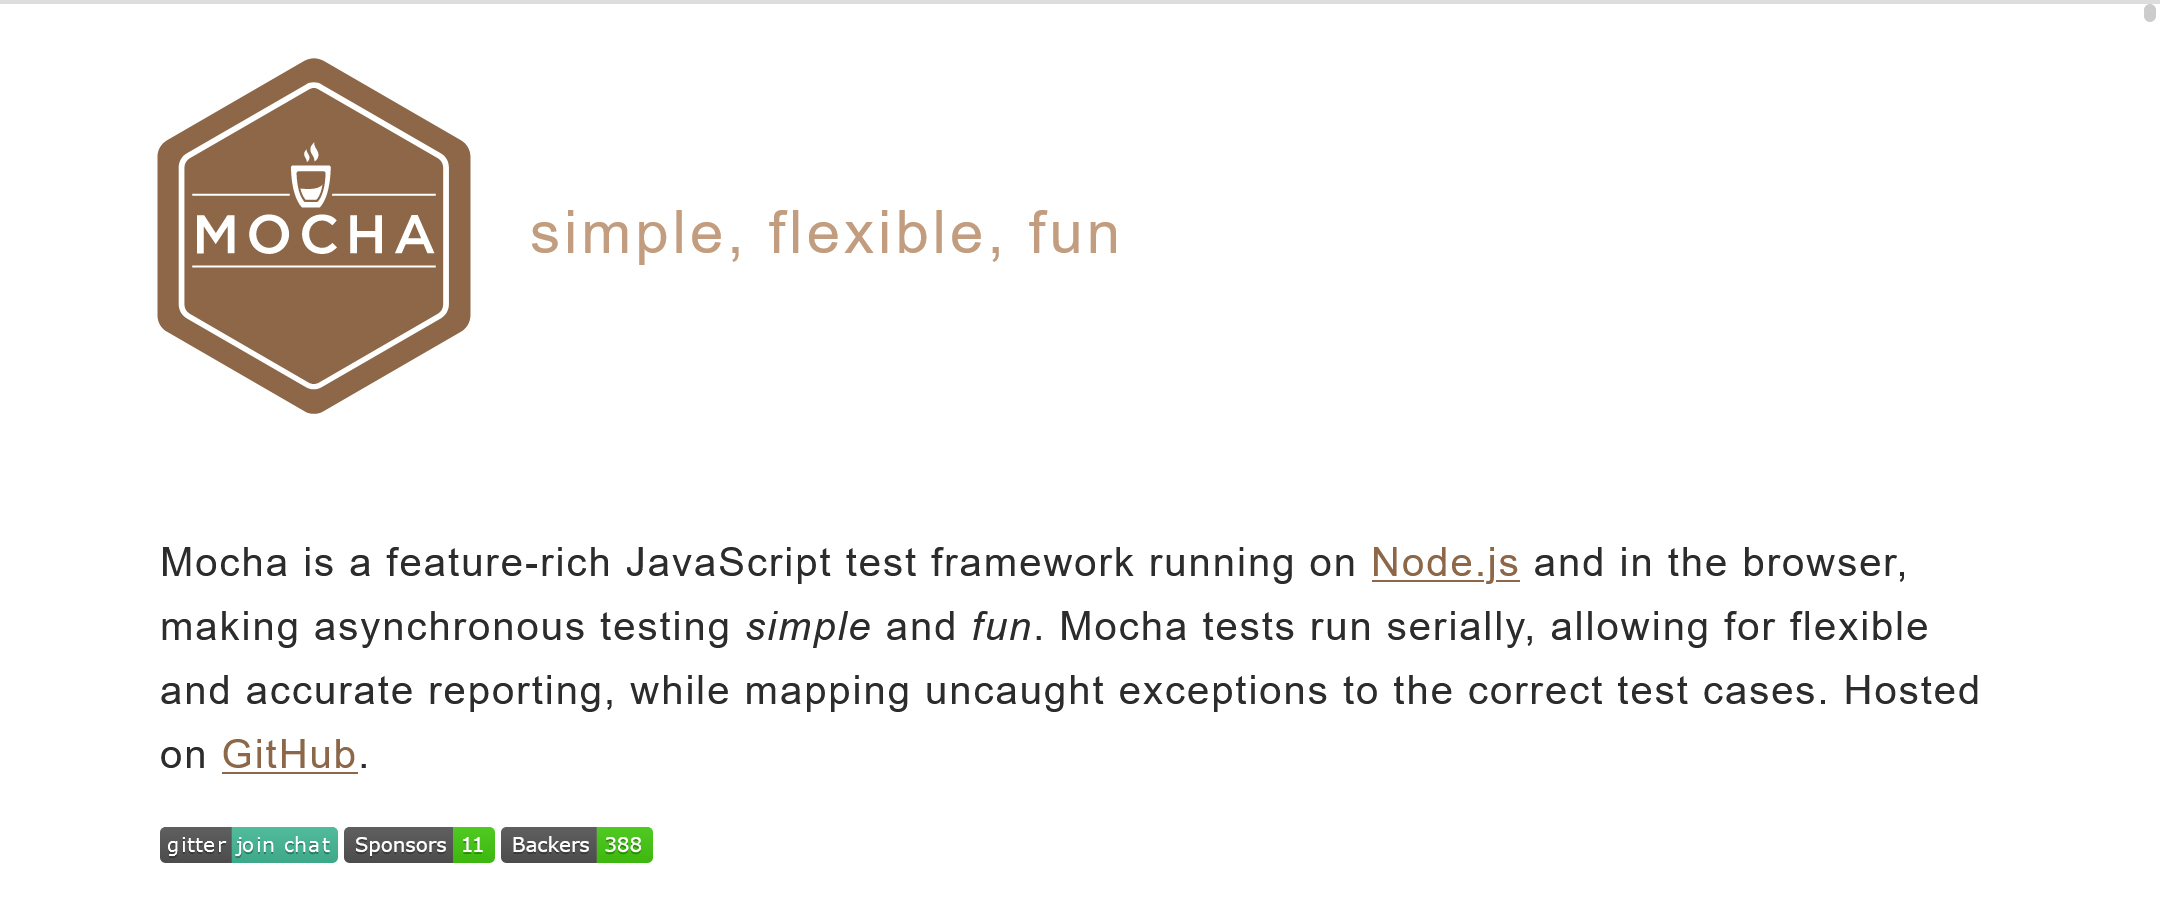 MOCHA
simple, flexible, fun
Mocha is a feature-rich JavaScript test framework running on Node.js and in the browser,
making asynchronous testing simple and fun. Mocha tests run serially, allowing for flexible
and accurate reporting, while mapping uncaught exceptions to the correct test cases. Hosted
on GitHub.
gitter join chat Sponsors 11 Backers 388